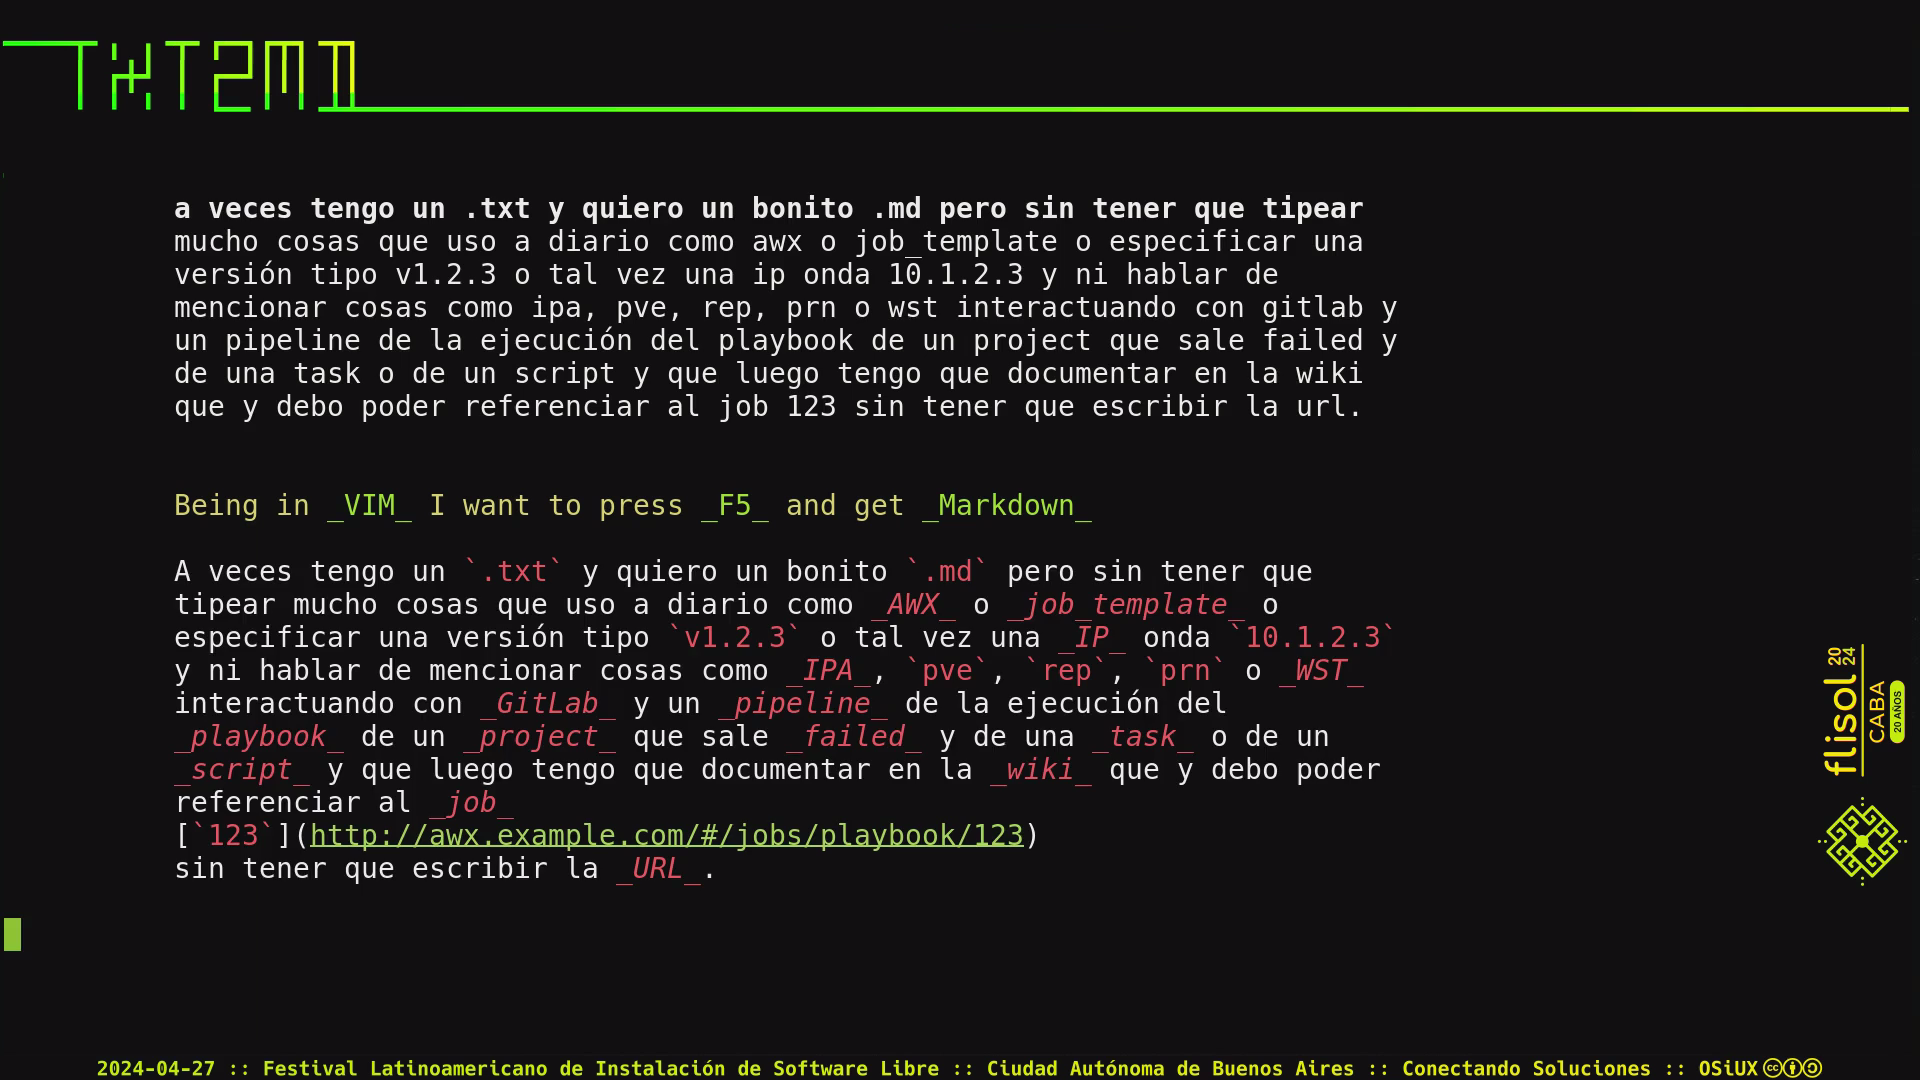 TXT2MD
a veces tengo un .txt y quiero un bonito .md pero sin tener que tipear
mucho cosas que uso a diario como awx o job_template o especificar una
versión tipo v1.2.3 o tal vez una ip onda 10.1.2.3 y ni hablar de
mencionar cosas como ipa, pve, rep, prn o wst interactuando con gitlab y
un pipeline de la ejecución del playbook de un project que sale failed y
de una task o de un script y que luego tengo que documentar en la wiki
que y debo poder referenciar al job 123 sin tener que escribir la url.
Being in _VIM_ I want to press _F5_ and get _Markdown_
A veces tengo un `.txt` y quiero un bonito `.md` pero sin tener que
tipear mucho cosas que uso a diario como _AWX_ o _job_template_ o
especificar una versión tipo `v1.2.3` o tal vez una _IP_ onda `10.1.2.3`
y ni hablar de mencionar cosas como _IPA_, `pve`, `rep`, `prn` o _WST_
interactuando con _GitLab_ y un _pipeline_ de la ejecución del
_playbook_ de un _project_ que sale _failed_ y de una _task_ o de un
_script_ y que luego tengo que documentar en la _wiki_ que y debo poder
referenciar al _job_
[`123`](http://awx.example.com/#/jobs/playbook/123)
sin tener que escribir la _URL_.
flisol 2024
CABA
20 AÑOS
2024-04-27 :: Festival Latinoamericano de Instalación de Software Libre :: Ciudad Autónoma de Buenos Aires :: Conectando Soluciones :: OSiUX